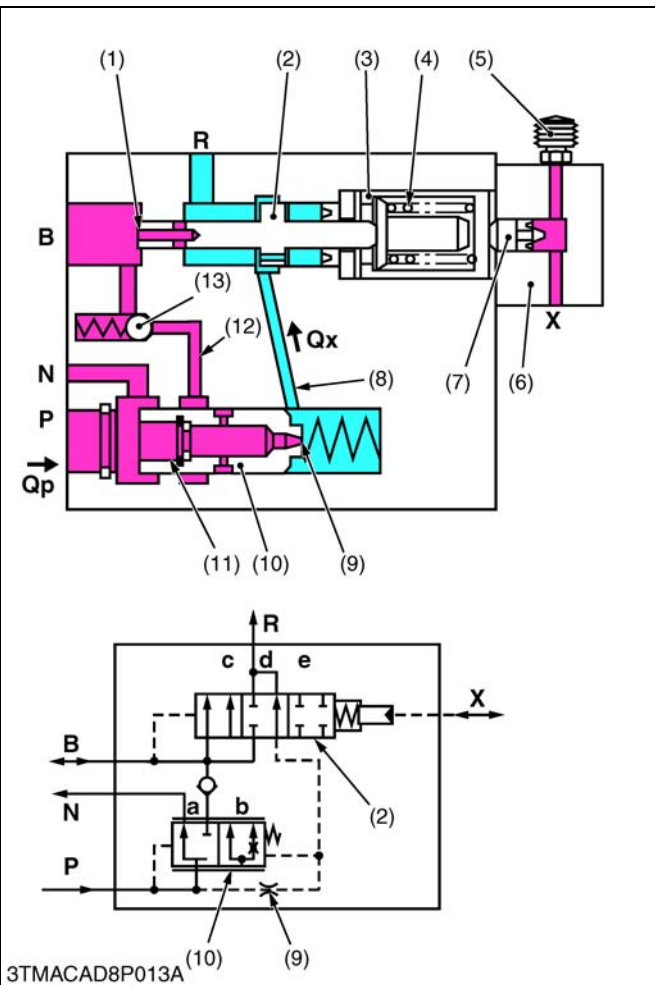 (1) (2) (3) (4) (5)
R
B
(13)
(12)
Qx
N
(8)
X
(7) (6)
P
Qp
(11) (10) (9)
R
c d e
X
B
(2)
N
a b
P
(10) (9)
3TMACAD8P013A